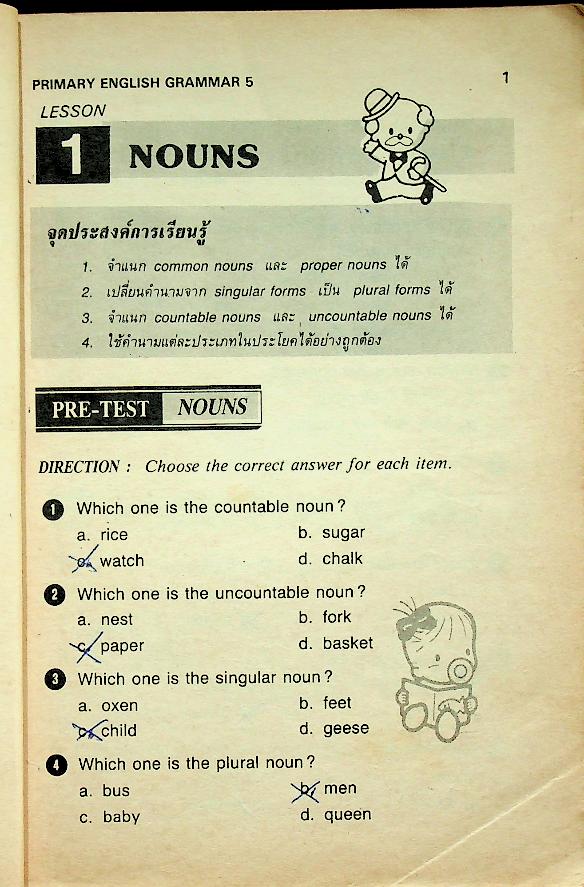 PRIMARY ENGLISH GRAMMAR 5 1
LESSON
1 NOUNS
จุดประสงค์การเรียนรู้
1. จำแนก common nouns และ proper nouns ได้
2. เปลี่ยนคำนามจาก singular forms เป็น plural forms ได้
3. จำแนก countable nouns และ uncountable nouns ได้
4. ใช้คำนามแต่ละประเภทในประโยคได้อย่างถูกต้อง
PRE-TEST NOUNS
DIRECTION : Choose the correct answer for each item.
1 Which one is the countable noun?
a. rice b. sugar
c. watch d. chalk
2 Which one is the uncountable noun?
a. nest b. fork
c. paper d. basket
3 Which one is the singular noun?
a. oxen b. feet
c. child d. geese
4 Which one is the plural noun?
a. bus b. men
c. baby d. queen